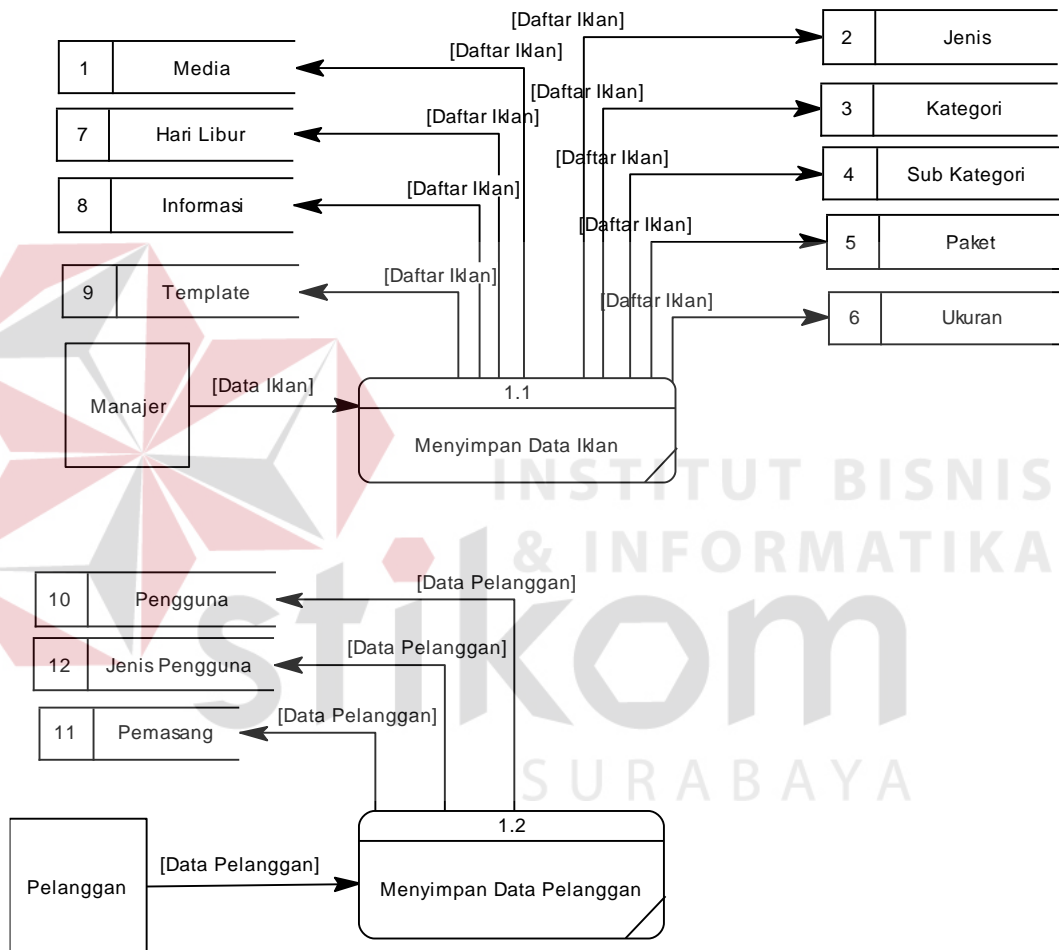 [Daftar Iklan]
2 Jenis
[Daftar Iklan]
1 Media
[Daftar Iklan]
3 Kategori
[Daftar Iklan]
7 Hari Libur
[Daftar Iklan]
4 Sub Kategori
[Daftar Iklan]
8 Informasi
[Daftar Iklan]
5 Paket
[Daftar Iklan]
9 Template
[Daftar Iklan]
6 Ukuran
Manajer
[Data Iklan]
1.1
Menyimpan Data Iklan
INSTITUT BISNIS
& INFORMATIKA
stikom
SURABAYA
[Data Pelanggan]
10 Pengguna
[Data Pelanggan]
12 Jenis Pengguna
[Data Pelanggan]
11 Pemasang
Pelanggan
[Data Pelanggan]
1.2
Menyimpan Data Pelanggan